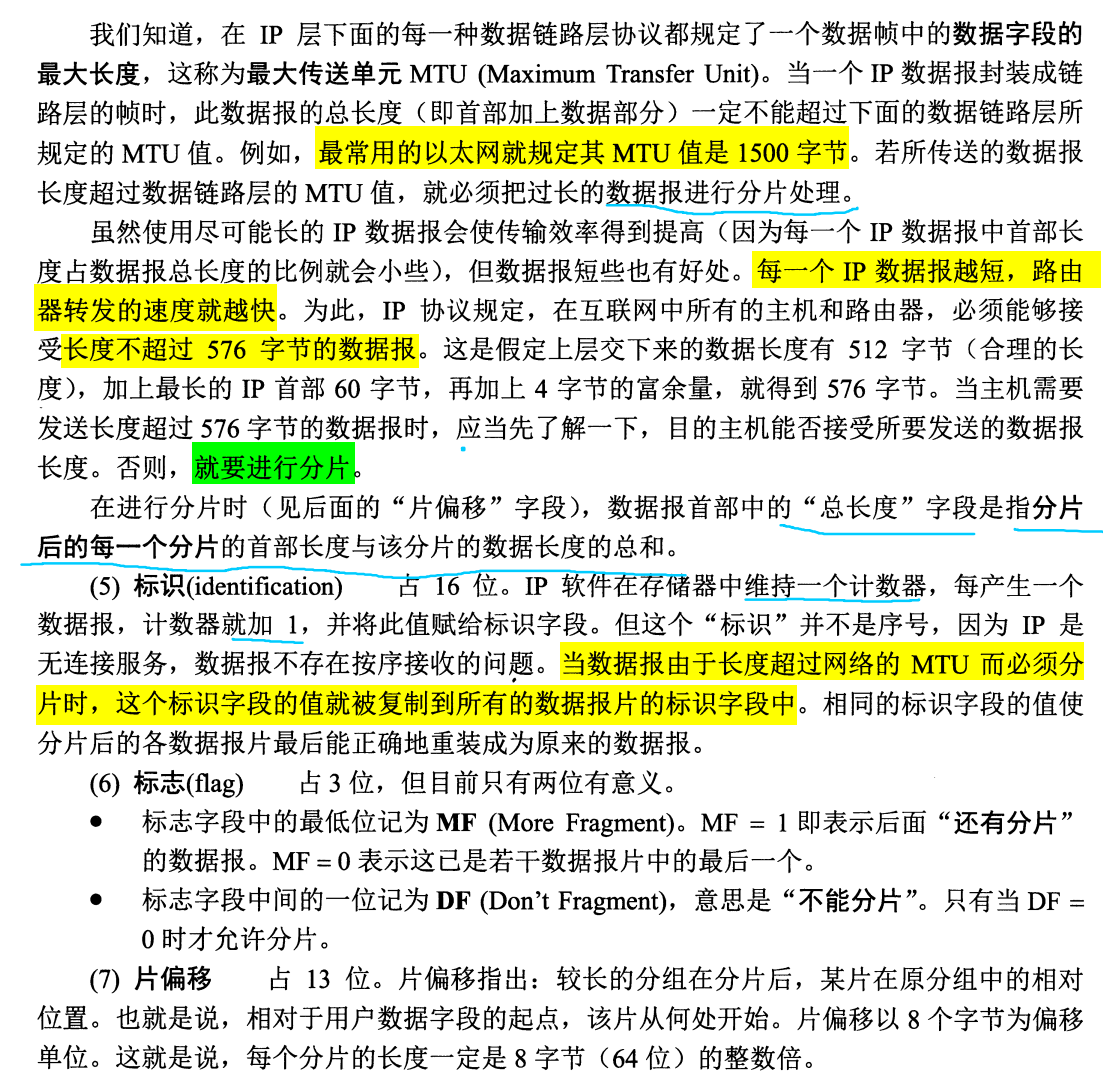 我们知道，在 IP 层下面的每一种数据链路层协议都规定了一个数据帧中的数据字段的
最大长度，这称为最大传送单元 MTU (Maximum Transfer Unit)。当一个 IP 数据报封装成链
路层的帧时，此数据报的总长度（即首部加上数据部分）一定不能超过下面的数据链路层所
规定的 MTU 值。例如，最常用的以太网就规定其 MTU 值是 1500 字节。若所传送的数据报
长度超过数据链路层的 MTU 值，就必须把过长的数据报进行分片处理。
虽然使用尽可能长的 IP 数据报会使传输效率得到提高（因为每一个 IP 数据报中首部长
度占数据报总长度的比例就会小些），但数据报短些也有好处。每一个 IP 数据报越短，路由
器转发的速度就越快。为此，IP 协议规定，在互联网中所有的主机和路由器，必须能够接
受长度不超过 576 字节的数据报。这是假定上层交下来的数据长度有 512 字节（合理的长
度），加上最长的 IP 首部 60 字节，再加上 4 字节的富余量，就得到 576 字节。当主机需要
发送长度超过 576 字节的数据报时，应当先了解一下，目的主机能否接受所要发送的数据报
长度。否则，就要进行分片。
在进行分片时（见后面的“片偏移”字段），数据报首部中的“总长度”字段是指分片
后的每一个分片的首部长度与该分片的数据长度的总和。
(5) 标识(identification) 占 16 位。IP 软件在存储器中维持一个计数器，每产生一个
数据报，计数器就加 1，并将此值赋给标识字段。但这个“标识”并不是序号，因为 IP 是
无连接服务，数据报不存在按序接收的问题。当数据报由于长度超过网络的 MTU 而必须分
片时，这个标识字段的值就被复制到所有的数据报片的标识字段中。相同的标识字段的值使
分片后的各数据报片最后能正确地重装成为原来的数据报。
(6) 标志(flag) 占 3 位，但目前只有两位有意义。
● 标志字段中的最低位记为 MF (More Fragment)。MF = 1 即表示后面“还有分片”
的数据报。MF = 0 表示这已是若干数据报片中的最后一个。
● 标志字段中间的一位记为 DF (Don’t Fragment)，意思是“不能分片”。只有当 DF =
0 时才允许分片。
(7) 片偏移 占 13 位。片偏移指出：较长的分组在分片后，某片在原分组中的相对
位置。也就是说，相对于用户数据字段的起点，该片从何处开始。片偏移以 8 个字节为偏移
单位。这就是说，每个分片的长度一定是 8 字节（64 位）的整数倍。